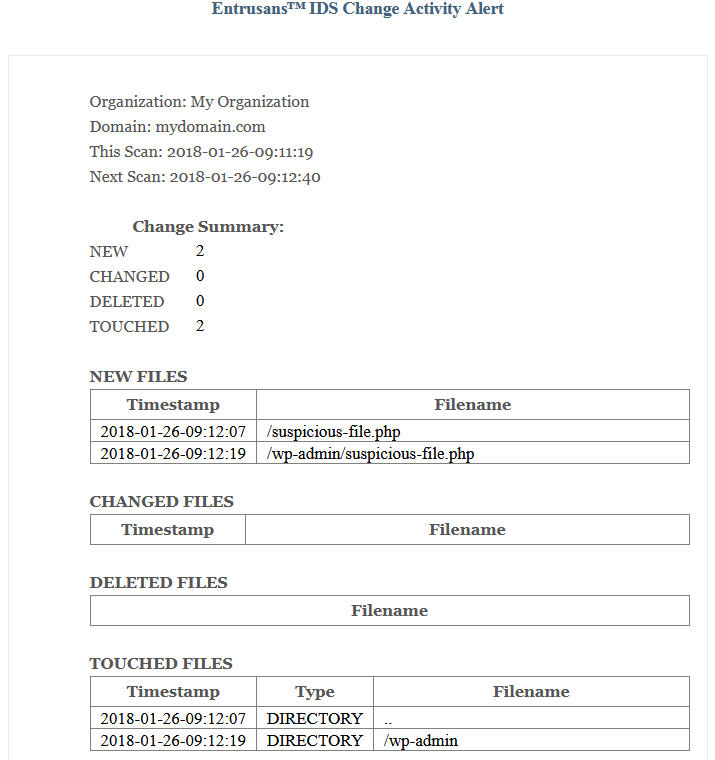 Entrusans™ IDS Change Activity Alert
Organization: My Organization
Domain: mydomain.com
This Scan: 2018-01-26-09:11:19
Next Scan: 2018-01-26-09:12:40
Change Summary:
NEW 2
CHANGED 0
DELETED 0
TOUCHED 2
NEW FILES
Timestamp Filename
2018-01-26-09:12:07 /suspicious-file.php
2018-01-26-09:12:19 /wp-admin/suspicious-file.php
CHANGED FILES
Timestamp Filename
DELETED FILES
Filename
TOUCHED FILES
Timestamp Type Filename
2018-01-26-09:12:07 DIRECTORY ..
2018-01-26-09:12:19 DIRECTORY /wp-admin